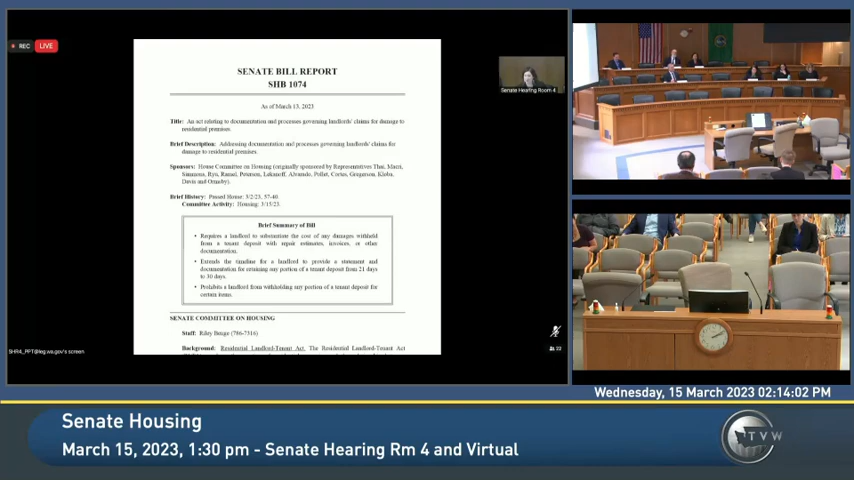 REC LIVE
SENATE BILL REPORT
SHB 1074
As of March 13, 2023
Title: An act relating to documentation and processes governing landlords' claims for damage to
residential premises.
Brief Description: Addressing documentation and processes governing landlords' claims for
damage to residential premises.
Sponsors: House Committee on Housing (originally sponsored by Representatives Thai, Macri,
Simmons, Ryu, Ramel, Peterson, Lekanoff, Alvarado, Pollet, Cortes, Gregerson, Kloba,
Davis and Ormsby).
Brief History: Passed House: 3/2/23, 57-40.
Committee Activity: Housing: 3/15/23.
Brief Summary of Bill
• Requires a landlord to substantiate the cost of any damages withheld
from a tenant deposit with repair estimates, invoices, or other
documentation.
• Extends the timeline for a landlord to provide a statement and
documentation for retaining any portion of a tenant deposit from 21 days
to 30 days.
• Prohibits a landlord from withholding any portion of a tenant deposit for
certain items.
SENATE COMMITTEE ON HOUSING
Staff: Riley Benge (786-7316)
Background: Residential Landlord-Tenant Act. The Residential Landlord-Tenant Act
Senate Hearing Room 4
SHR4_PPT@leg.wa.gov's screen
22
Wednesday, 15 March 2023 02:14:02 PM
Senate Housing
March 15, 2023, 1:30 pm - Senate Hearing Rm 4 and Virtual
TVW